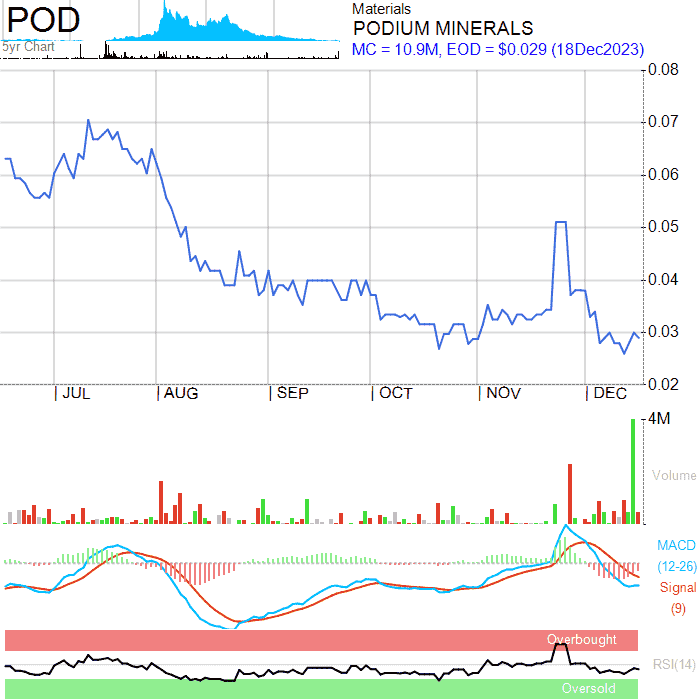 POD
5yr Chart
Materials
PODIUM MINERALS
MC = 10.9M, EOD = $0.029 (18Dec2023)
0.08
0.07
0.06
0.05
0.04
0.03
0.02
JUL
AUG
SEP
OCT
NOV
DEC
4M
Volume
MACD
(12-26)
Signal
(9)
Overbought
RSI(14)
Oversold